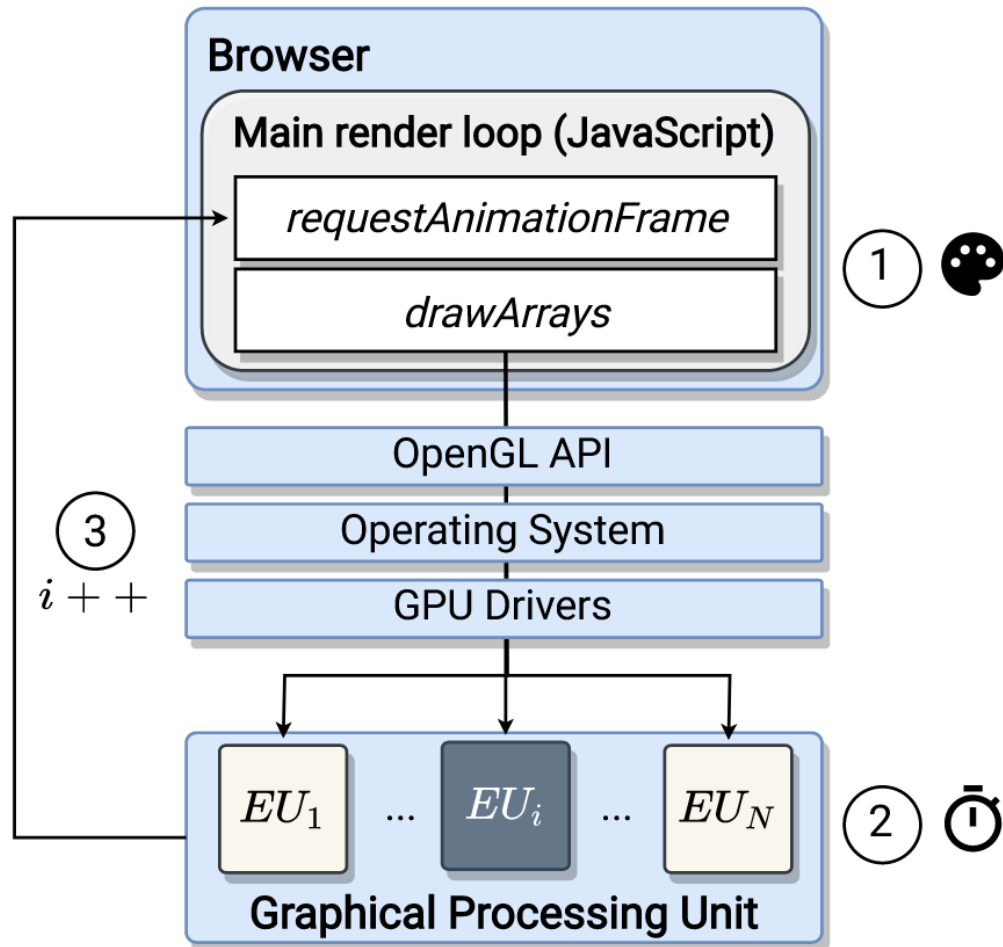 Browser
Main render loop (JavaScript)
requestAnimationFrame
1
drawArrays
OpenGL API
3
Operating System
i + +
GPU Drivers
EU₁ ... EUᵢ ... EU_N
2
Graphical Processing Unit